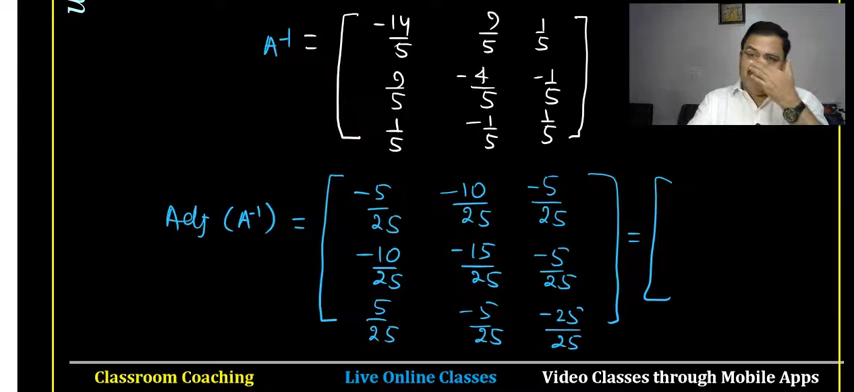 A⁻¹ = [ -14/5 9/5 1/5
9/5 -4/5 -1/5
1/5 -1/5 1/5 ]
Adj (A⁻¹) = [ -5/25 -10/25 -5/25
-10/25 -15/25 -5/25
5/25 -5/25 -25/25 ] = [
Classroom Coaching Live Online Classes Video Classes through Mobile Apps